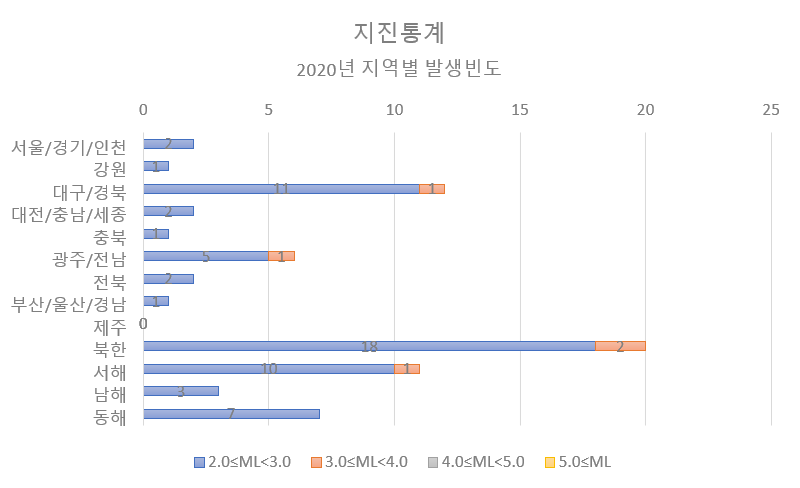 지진통계
2020년 지역별 발생빈도
0 5 10 15 20 25
서울/경기/인천 2
강원 1
대구/경북 11 1
대전/충남/세종 2
충북 1
광주/전남 5 1
전북 2
부산/울산/경남 1
제주 0
북한 18 2
서해 10 1
남해 3
동해 7
2.0≤ML<3.0 3.0≤ML<4.0 4.0≤ML<5.0 5.0≤ML